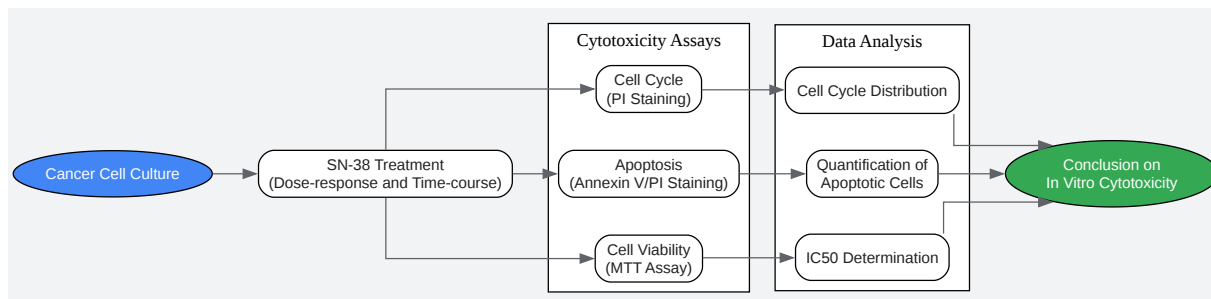 Cytotoxicity Assays
Data Analysis
Cell Cycle
(PI Staining)
Cell Cycle Distribution
Cancer Cell Culture
SN-38 Treatment
(Dose-response and Time-course)
Apoptosis
(Annexin V/PI Staining)
Quantification of
Apoptotic Cells
Conclusion on
In Vitro Cytotoxicity
Cell Viability
(MTT Assay)
IC50 Determination